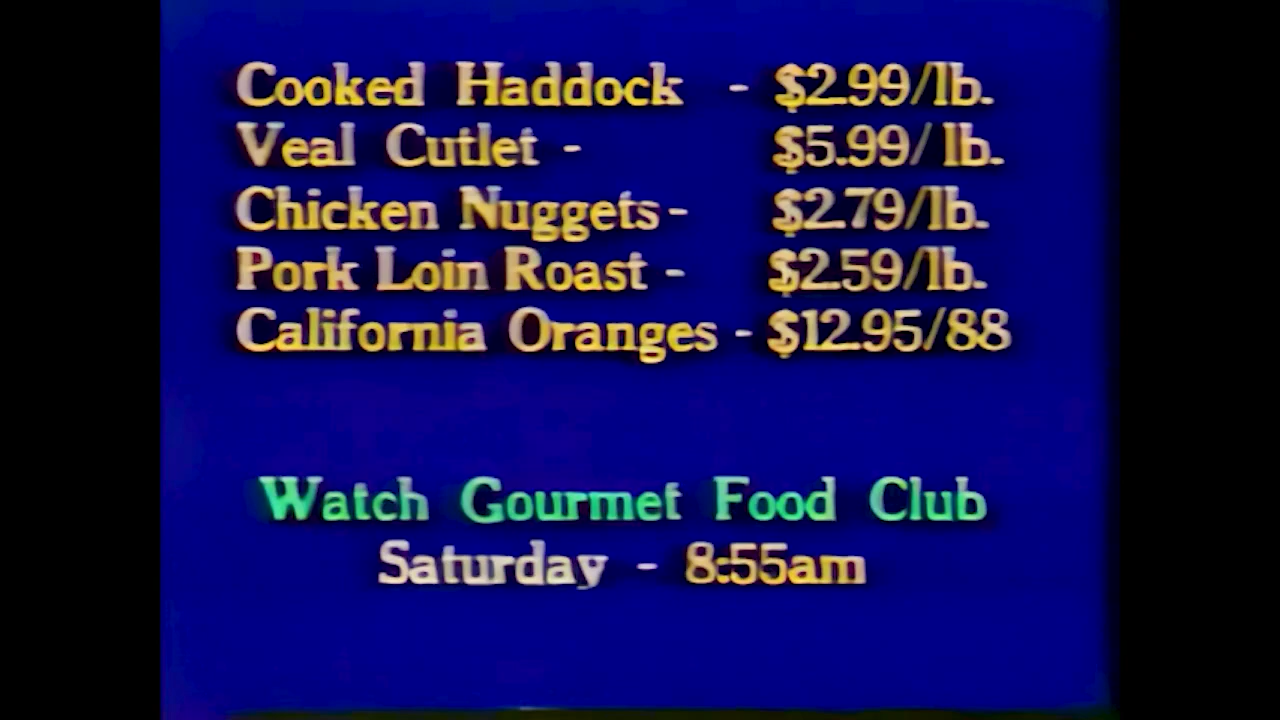 Cooked Haddock - $2.99/lb.
Veal Cutlet - $5.99/ lb.
Chicken Nuggets - $2.79/lb.
Pork Loin Roast - $2.59/lb.
California Oranges - $12.95/88
Watch Gourmet Food Club
Saturday - 8:55am